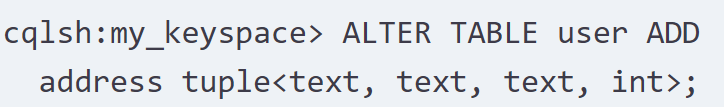 cqlsh:my_keyspace> ALTER TABLE user ADD
address tuple<text, text, text, int>;